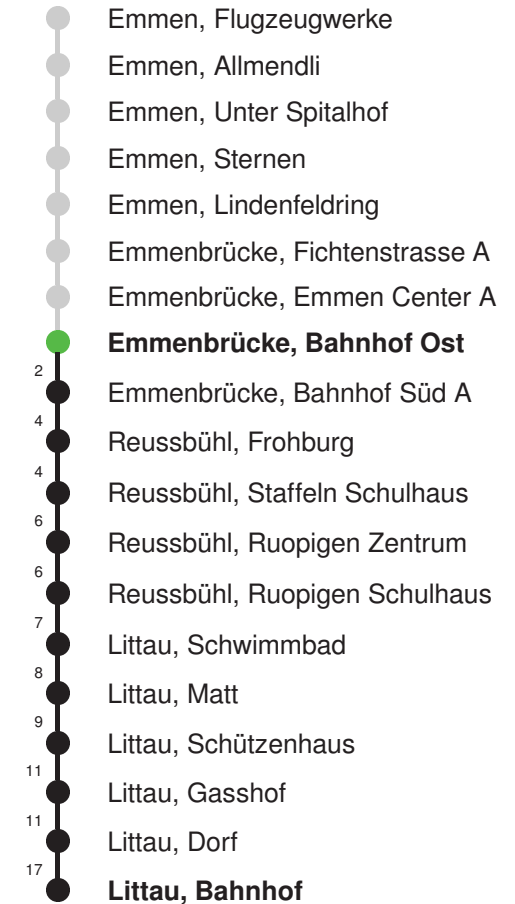 Emmen, Flugzeugwerke
Emmen, Allmendli
Emmen, Unter Spitalhof
Emmen, Sternen
Emmen, Lindenfeldring
Emmenbrücke, Fichtenstrasse A
Emmenbrücke, Emmen Center A
Emmenbrücke, Bahnhof Ost
2 Emmenbrücke, Bahnhof Süd A
4 Reussbühl, Frohburg
4 Reussbühl, Staffeln Schulhaus
6 Reussbühl, Ruopigen Zentrum
6 Reussbühl, Ruopigen Schulhaus
7 Littau, Schwimmbad
8 Littau, Matt
9 Littau, Schützenhaus
11 Littau, Gasshof
11 Littau, Dorf
17 Littau, Bahnhof